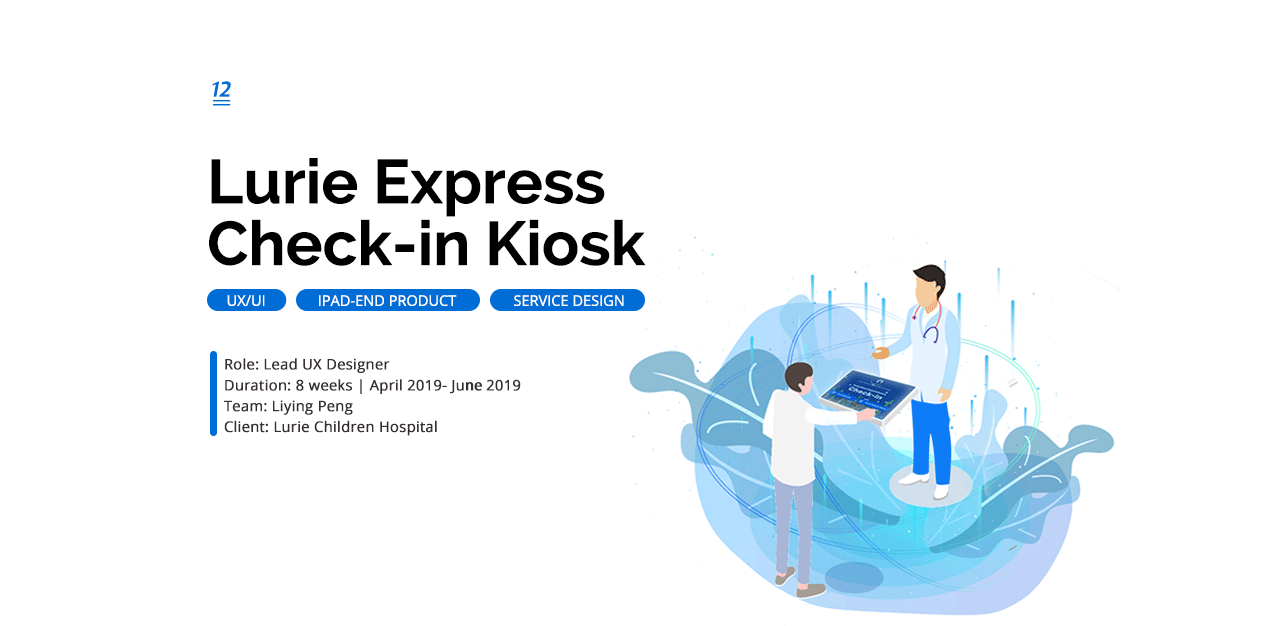 12
Lurie Express
Check-in Kiosk
UX/UI
IPAD-END PRODUCT
SERVICE DESIGN
Role: Lead UX Designer
Duration: 8 weeks | April 2019- June 2019
Team: Liying Peng
Client: Lurie Children Hospital
Check-in